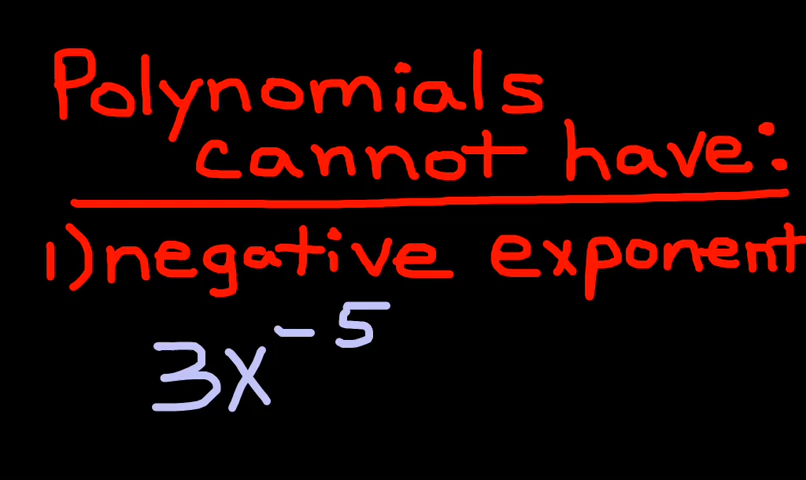 Polynomials
cannot have:
1) negative exponent
3x⁻⁵